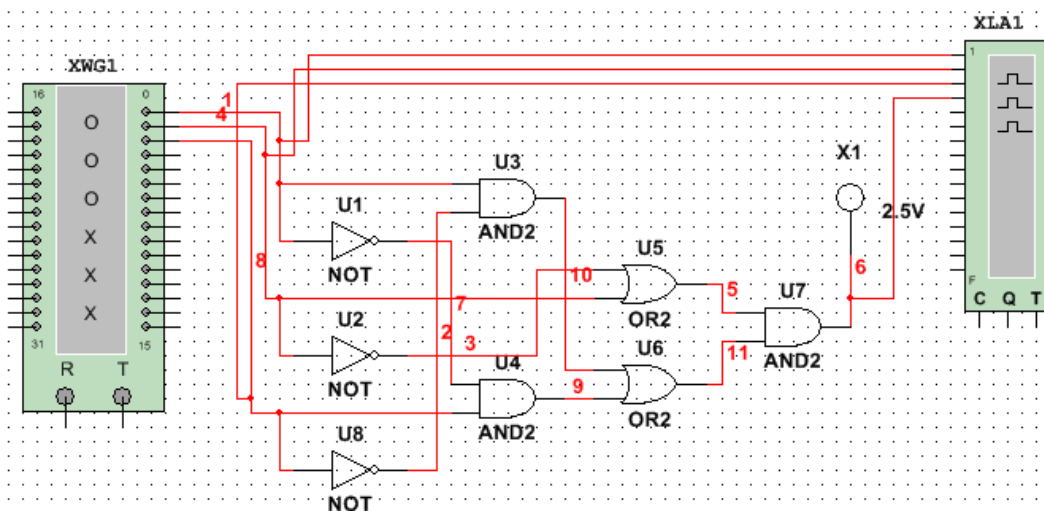 XLA1
XWG1
1
16 0
1
4
O
X1
U3
O
2.5V
U1
O
AND2
U5
X
8
NOT
10
6
F
X
7
5
U7
C Q T
X
U2
2
3
OR2
31 15
U6
11
AND2
R T
NOT
U4
9
OR2
U8
AND2
NOT